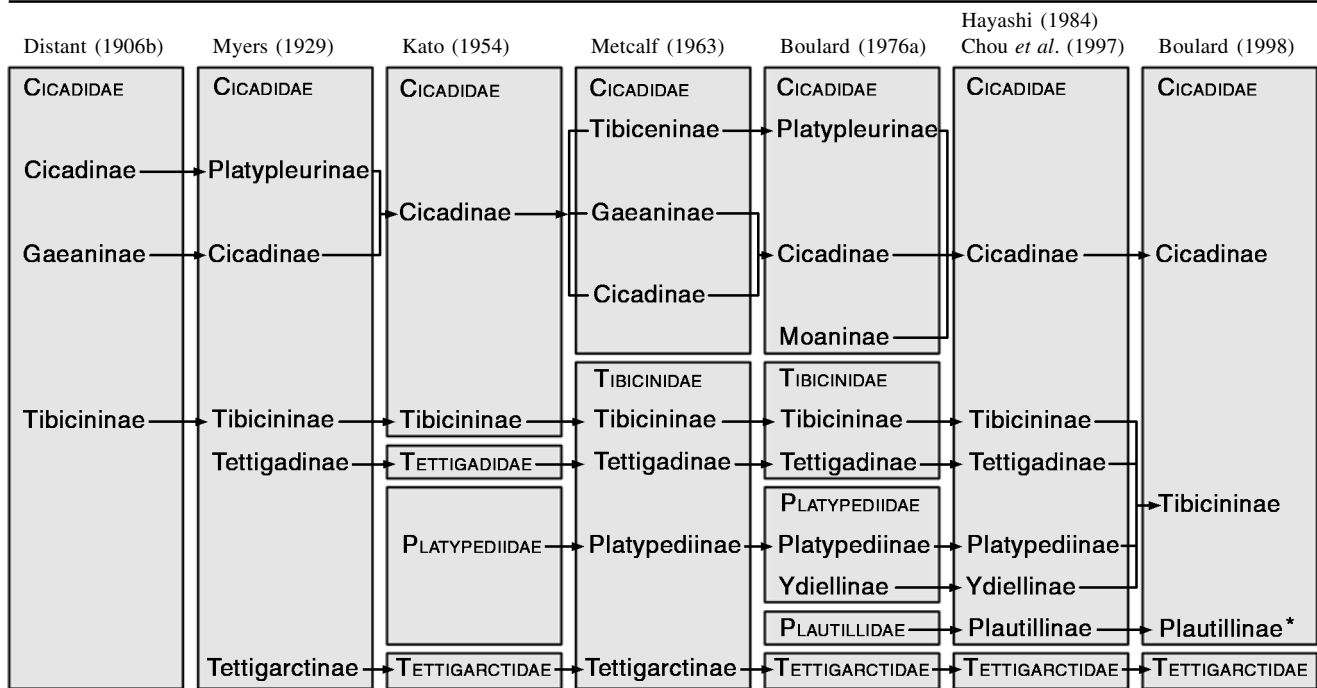 Hayashi (1984)
Distant (1906b) Myers (1929) Kato (1954) Metcalf (1963) Boulard (1976a) Chou et al. (1997) Boulard (1998)
CICADIDAE CICADIDAE CICADIDAE CICADIDAE CICADIDAE CICADIDAE CICADIDAE
Tibiceninae Platypleurinae
Cicadinae Platypleurinae
Cicadinae Gaeaninae
Gaeaninae Cicadinae Cicadinae Cicadinae Cicadinae
Cicadinae
Moaninae
TIBICINIDAE TIBICINIDAE
Tibicininae Tibicininae Tibicininae Tibicininae Tibicininae Tibicininae
Tettigadinae TETTIGADIDAE Tettigadinae Tettigadinae Tettigadinae
PLATYPEDIIDAE Tibicininae
PLATYPEDIIDAE Platypediinae Platypediinae Platypediinae
Ydiellinae Ydiellinae
PLAUTILLIDAE Plautillinae Plautillinae*
Tettigarctinae TETTIGARCTIDAE Tettigarctinae TETTIGARCTIDAE TETTIGARCTIDAE TETTIGARCTIDAE